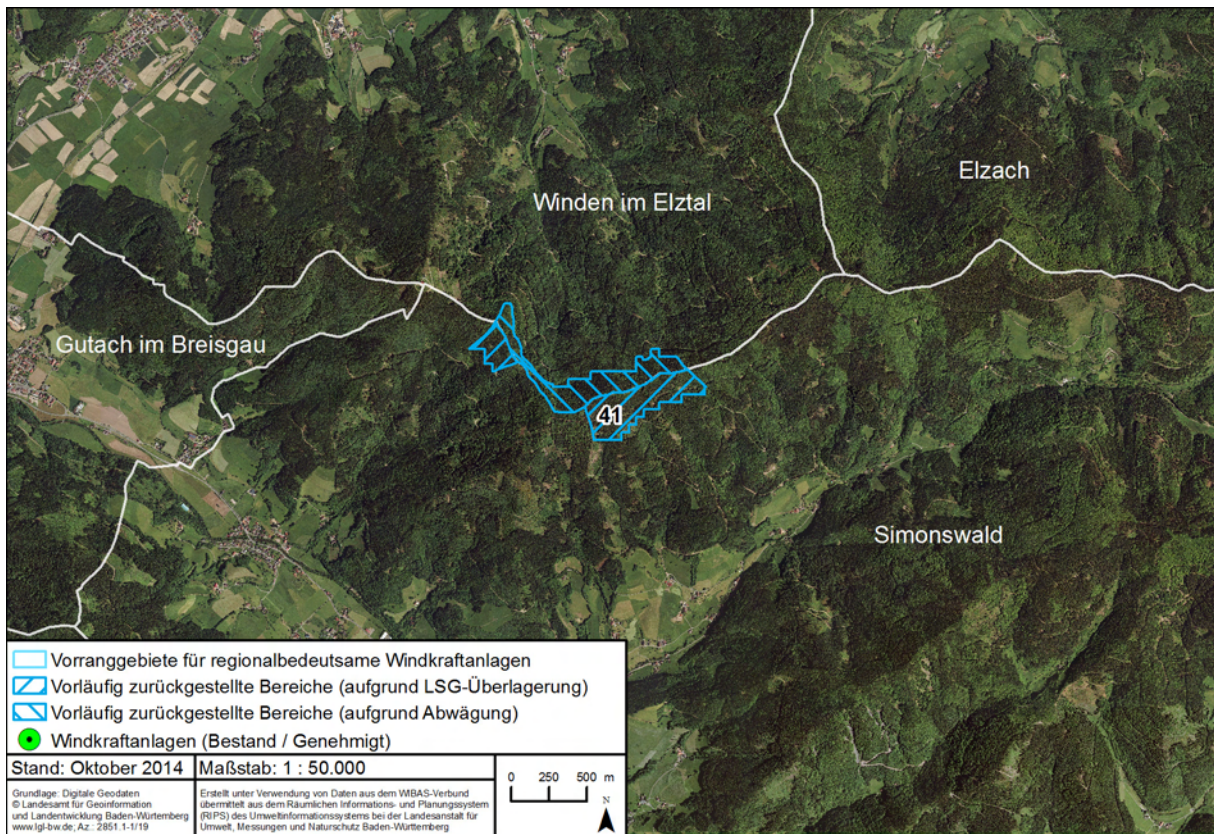 Elzach
Winden im Elztal
Gutach im Breisgau
41
Simonswald
Vorranggebiete für regionalbedeutsame Windkraftanlagen
Vorläufig zurückgestellte Bereiche (aufgrund LSG-Überlagerung)
Vorläufig zurückgestellte Bereiche (aufgrund Abwägung)
Windkraftanlagen (Bestand / Genehmigt)
Stand: Oktober 2014
Maßstab: 1 : 50.000
Grundlage: Digitale Geodaten
© Landesamt für Geoinformation
und Landentwicklung Baden-Württemberg
www.lgl-bw.de; Az.: 2851.1-1/19
Erstellt unter Verwendung von Daten aus dem WIBAS-Verbund
übermittelt aus dem Räumlichen Informations- und Planungssystem
(RIPS) des Umweltinformationssystems bei der Landesanstalt für
Umwelt, Messungen und Naturschutz Baden-Württemberg
0 250 500 m
N